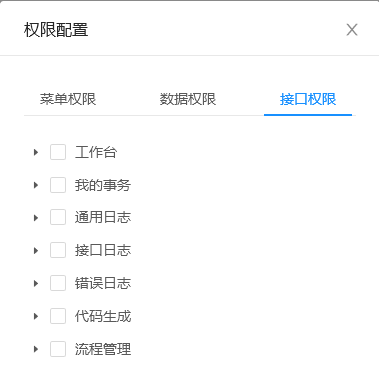 权限配置
菜单权限 数据权限 接口权限
工作台
我的事务
通用日志
接口日志
错误日志
代码生成
流程管理